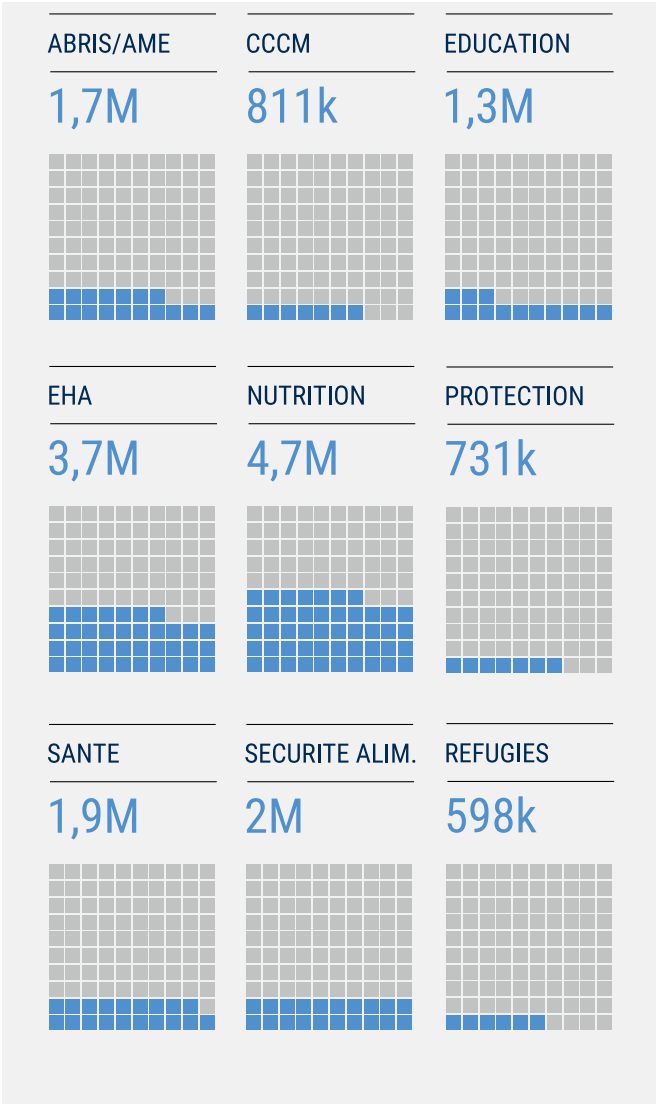 ABRIS/AME
1,7M
CCCM
811k
EDUCATION
1,3M
EHA
3,7M
NUTRITION
4,7M
PROTECTION
731k
SANTE
1,9M
SECURITE ALIM.
2M
REFUGIES
598k